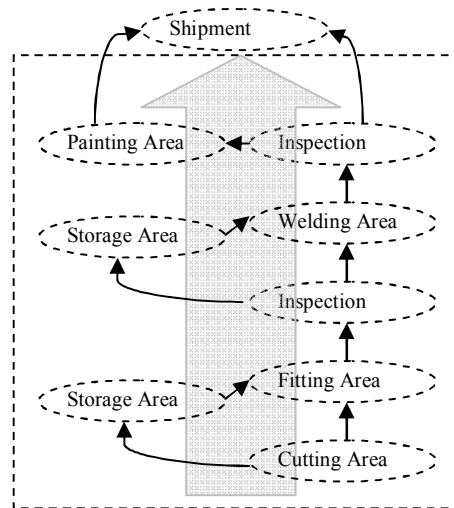 Shipment
Painting Area
Inspection
Welding Area
Storage Area
Inspection
Fitting Area
Storage Area
Cutting Area